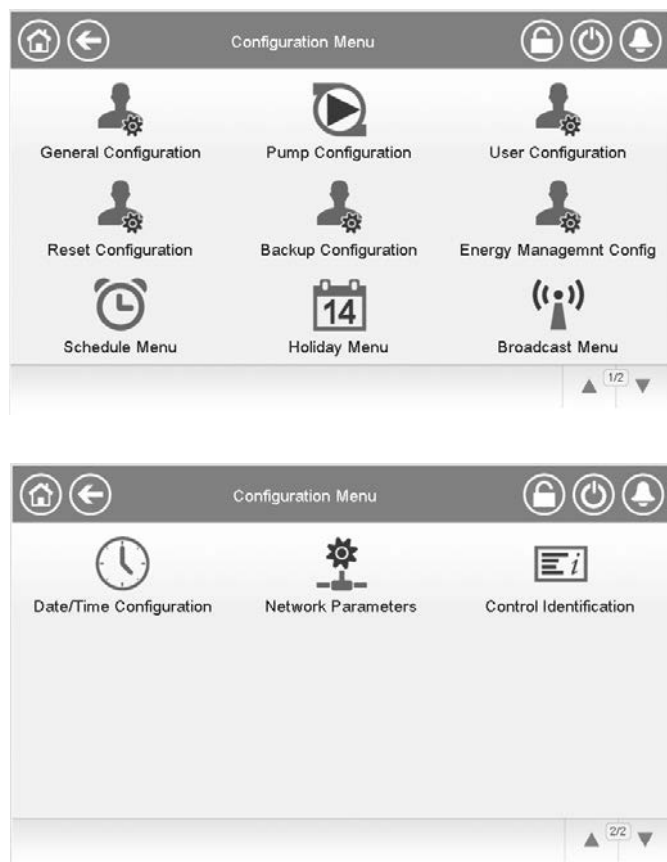 Configuration Menu
General Configuration
Pump Configuration
User Configuration
Reset Configuration
Backup Configuration
Energy Managemnt Config
14
Schedule Menu
Holiday Menu
Broadcast Menu
1/2
Configuration Menu
i
Date/Time Configuration
Network Parameters
Control Identification
2/2